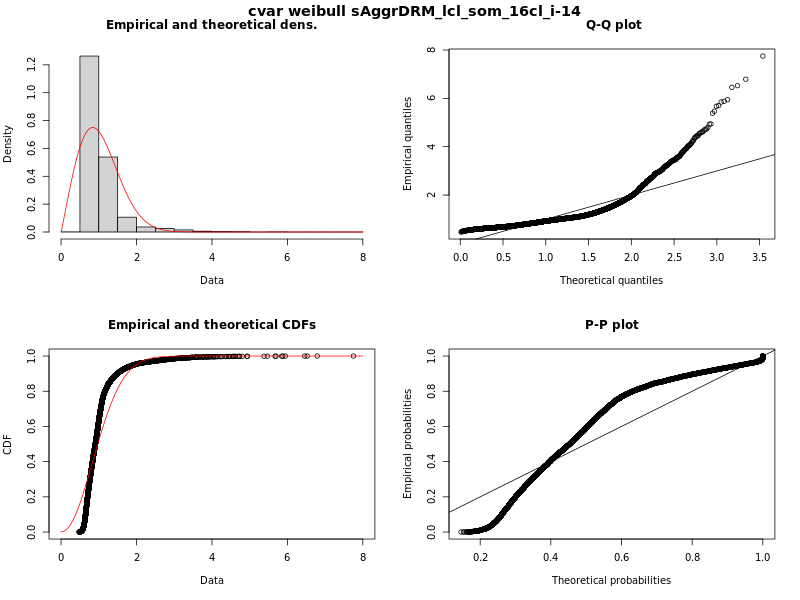 cvar weibull sAggrDRM_lcl_som_16cl_i-14
Empirical and theoretical dens.
Density
0.0 0.2 0.4 0.6 0.8 1.0 1.2
0 2 4 6 8
Data
Q-Q plot
Empirical quantiles
2 4 6 8
0.0 0.5 1.0 1.5 2.0 2.5 3.0 3.5
Theoretical quantiles
Empirical and theoretical CDFs
CDF
0.0 0.2 0.4 0.6 0.8 1.0
0 2 4 6 8
Data
P-P plot
Empirical probabilities
0.0 0.2 0.4 0.6 0.8 1.0
0.2 0.4 0.6 0.8 1.0
Theoretical probabilities